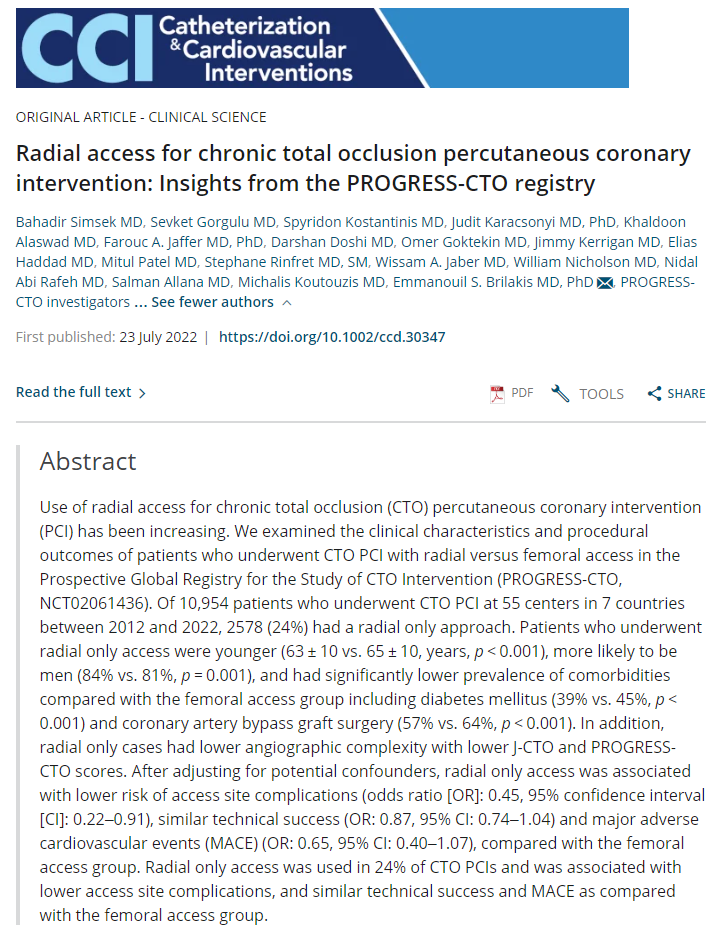 CCI Catheterization
& Cardiovascular
Interventions
ORIGINAL ARTICLE - CLINICAL SCIENCE
Radial access for chronic total occlusion percutaneous coronary
intervention: Insights from the PROGRESS-CTO registry
Bahadir Simsek MD, Sevket Gorgulu MD, Spyridon Kostantinis MD, Judit Karacsonyi MD, PhD, Khaldoon
Alaswad MD, Farouc A. Jaffer MD, PhD, Darshan Doshi MD, Omer Goktekin MD, Jimmy Kerrigan MD, Elias
Haddad MD, Mitul Patel MD, Stephane Rinfret MD, SM, Wissam A. Jaber MD, William Nicholson MD, Nidal
Abi Rafeh MD, Salman Allana MD, Michalis Koutouzis MD, Emmanouil S. Brilakis MD, PhD, PROGRESS-
CTO investigators ... See fewer authors
First published: 23 July 2022 | https://doi.org/10.1002/ccd.30347
Read the full text PDF TOOLS SHARE
Abstract
Use of radial access for chronic total occlusion (CTO) percutaneous coronary intervention
(PCI) has been increasing. We examined the clinical characteristics and procedural
outcomes of patients who underwent CTO PCI with radial versus femoral access in the
Prospective Global Registry for the Study of CTO Intervention (PROGRESS-CTO,
NCT02061436). Of 10,954 patients who underwent CTO PCI at 55 centers in 7 countries
between 2012 and 2022, 2578 (24%) had a radial only approach. Patients who underwent
radial only access were younger (63 ± 10 vs. 65 ± 10, years, p < 0.001), more likely to be
men (84% vs. 81%, p = 0.001), and had significantly lower prevalence of comorbidities
compared with the femoral access group including diabetes mellitus (39% vs. 45%, p <
0.001) and coronary artery bypass graft surgery (57% vs. 64%, p < 0.001). In addition,
radial only cases had lower angiographic complexity with lower J-CTO and PROGRESS-
CTO scores. After adjusting for potential confounders, radial only access was associated
with lower risk of access site complications (odds ratio [OR]: 0.45, 95% confidence interval
[CI]: 0.22–0.91), similar technical success (OR: 0.87, 95% CI: 0.74–1.04) and major adverse
cardiovascular events (MACE) (OR: 0.65, 95% CI: 0.40–1.07), compared with the femoral
access group. Radial only access was used in 24% of CTO PCIs and was associated with
lower access site complications, and similar technical success and MACE as compared
with the femoral access group.